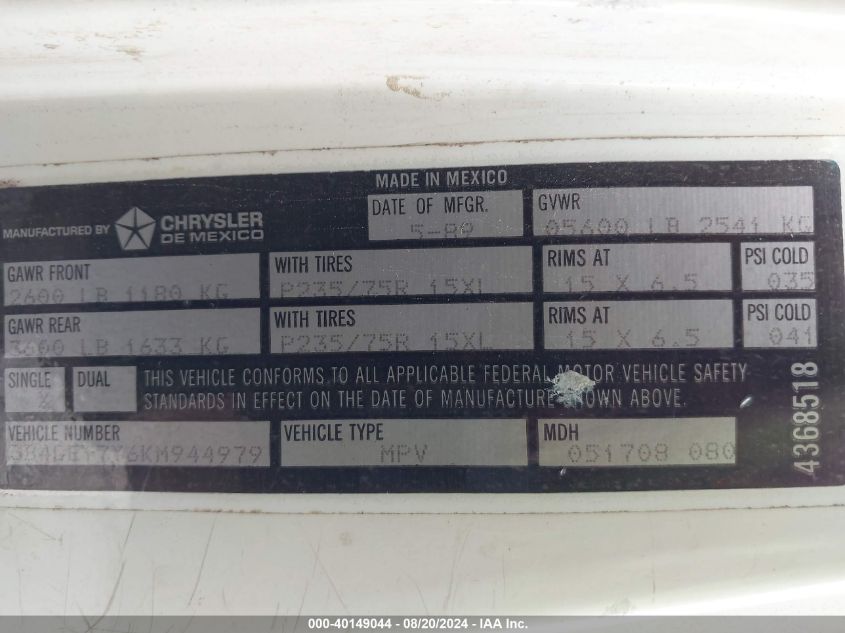 MADE IN MEXICO
MANUFACTURED BY CHRYSLER DE MEXICO
DATE OF MFGR. 5-89
GVWR 05600 LB 2541 KG
GAWR FRONT 2600 LB 1180 KG
WITH TIRES P235/75R 15XL
RIMS AT 15 X 6.5
PSI COLD 035
GAWR REAR 3600 LB 1633 KG
WITH TIRES P235/75R 15XL
RIMS AT 15 X 6.5
PSI COLD 041
SINGLE X
DUAL
THIS VEHICLE CONFORMS TO ALL APPLICABLE FEDERAL MOTOR VEHICLE SAFETY
STANDARDS IN EFFECT ON THE DATE OF MANUFACTURE SHOWN ABOVE.
VEHICLE NUMBER
VEHICLE TYPE MPV
MDH 051708 080
4368518
000-40149044 - 08/20/2024 - IAA Inc.